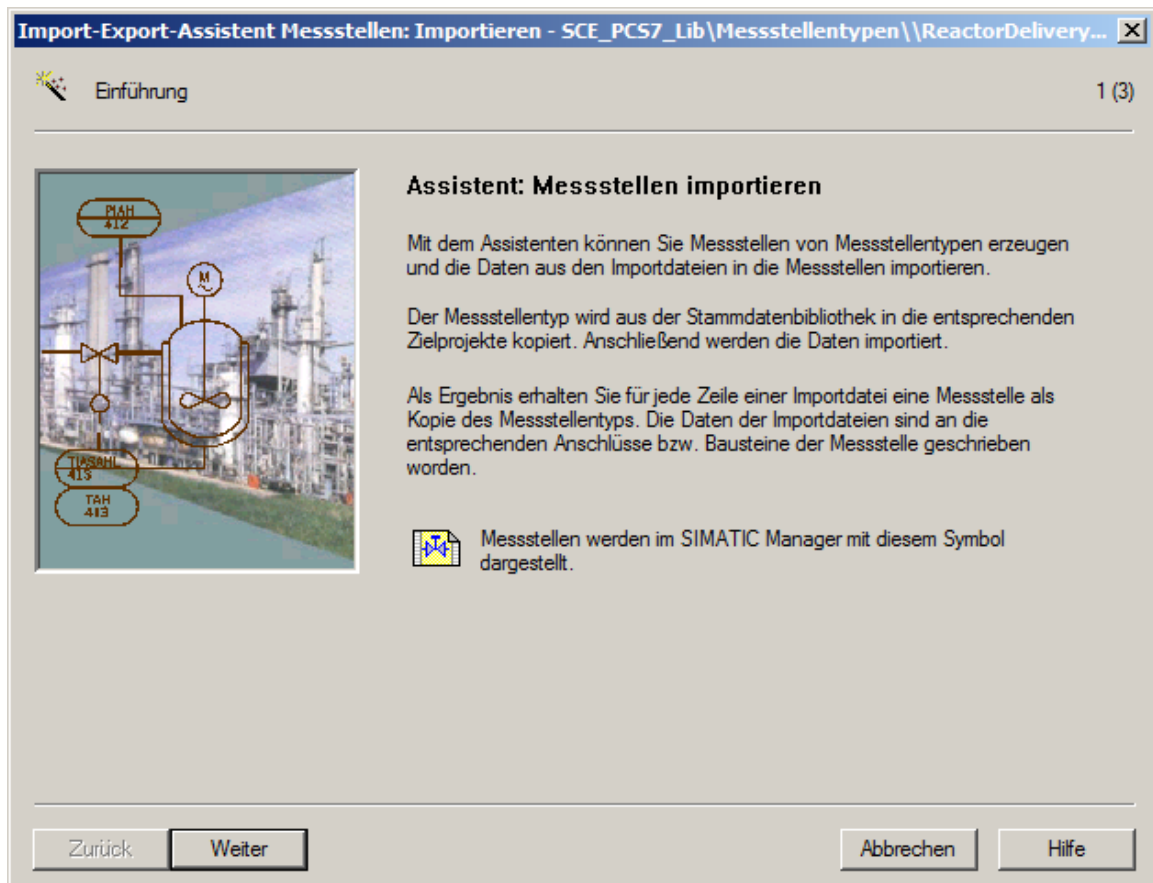 Import-Export-Assistent Messstellen: Importieren - SCE_PCS7_Lib\Messstellentypen\\ReactorDelivery...
Einführung
1 (3)
Assistent: Messstellen importieren
Mit dem Assistenten können Sie Messstellen von Messstellentypen erzeugen
und die Daten aus den Importdateien in die Messstellen importieren.
Der Messstellentyp wird aus der Stammdatenbibliothek in die entsprechenden
Zielprojekte kopiert. Anschließend werden die Daten importiert.
Als Ergebnis erhalten Sie für jede Zeile einer Importdatei eine Messstelle als
Kopie des Messstellentyps. Die Daten der Importdateien sind an die
entsprechenden Anschlüsse bzw. Bausteine der Messstelle geschrieben
worden.
Messstellen werden im SIMATIC Manager mit diesem Symbol
dargestellt.
PIAH
412
M
TIASAHL
413
TAH
413
Zurück
Weiter
Abbrechen
Hilfe